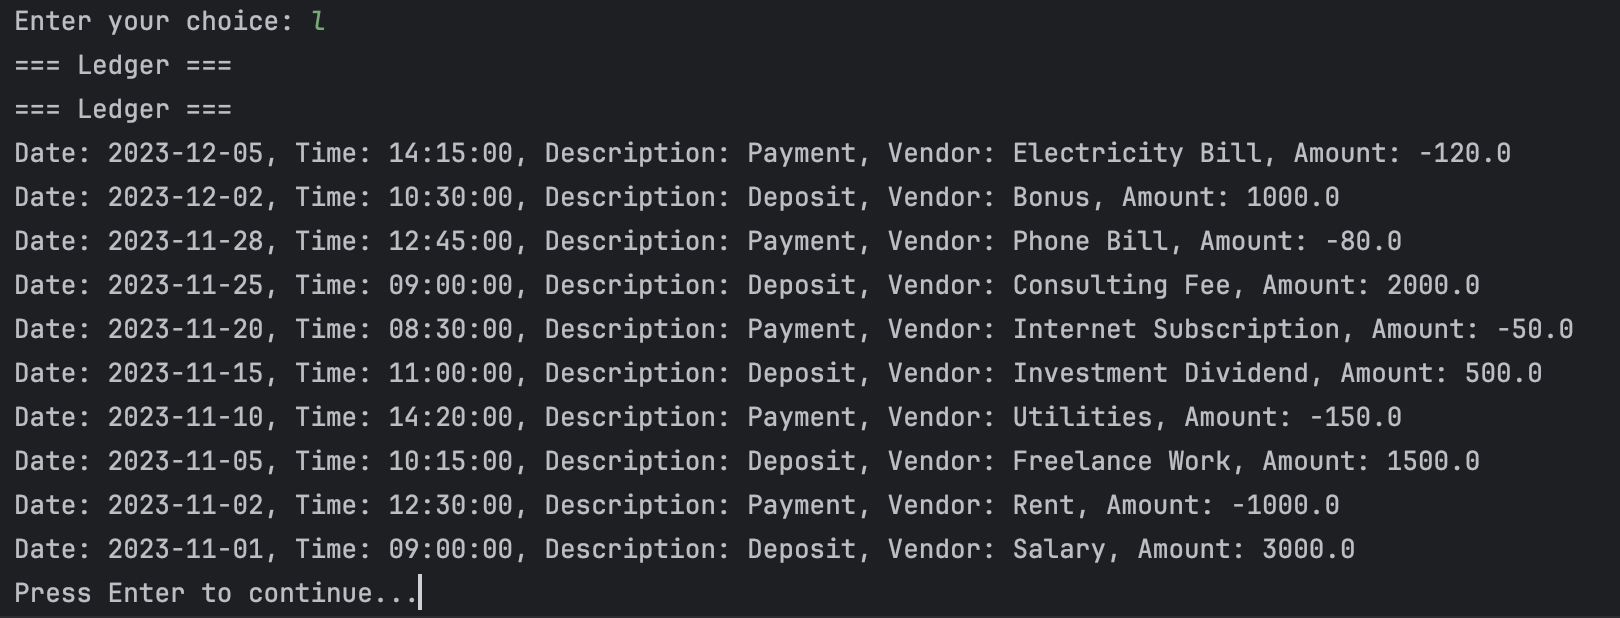 Enter your choice: l
=== Ledger ===
=== Ledger ===
Date: 2023-12-05, Time: 14:15:00, Description: Payment, Vendor: Electricity Bill, Amount: -120.0
Date: 2023-12-02, Time: 10:30:00, Description: Deposit, Vendor: Bonus, Amount: 1000.0
Date: 2023-11-28, Time: 12:45:00, Description: Payment, Vendor: Phone Bill, Amount: -80.0
Date: 2023-11-25, Time: 09:00:00, Description: Deposit, Vendor: Consulting Fee, Amount: 2000.0
Date: 2023-11-20, Time: 08:30:00, Description: Payment, Vendor: Internet Subscription, Amount: -50.0
Date: 2023-11-15, Time: 11:00:00, Description: Deposit, Vendor: Investment Dividend, Amount: 500.0
Date: 2023-11-10, Time: 14:20:00, Description: Payment, Vendor: Utilities, Amount: -150.0
Date: 2023-11-05, Time: 10:15:00, Description: Deposit, Vendor: Freelance Work, Amount: 1500.0
Date: 2023-11-02, Time: 12:30:00, Description: Payment, Vendor: Rent, Amount: -1000.0
Date: 2023-11-01, Time: 09:00:00, Description: Deposit, Vendor: Salary, Amount: 3000.0
Press Enter to continue...